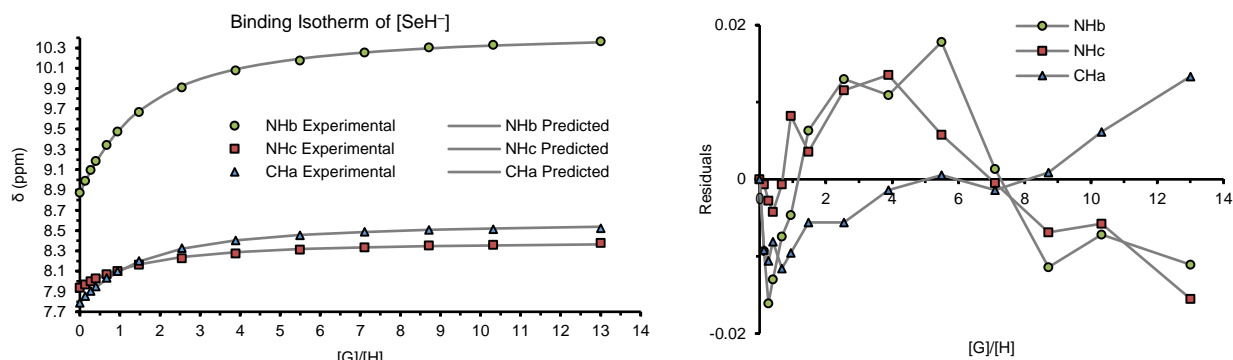 Binding Isotherm of [SeH⁻]
10.3
10.1
9.9
9.7
9.5
9.3
9.1
8.9
8.7
8.5
8.3
8.1
7.9
7.7
δ (ppm)
NHb Experimental NHb Predicted
NHc Experimental NHc Predicted
CHa Experimental CHa Predicted
0 1 2 3 4 5 6 7 8 9 10 11 12 13 14
[G]/[H]
0.02
0
-0.02
Residuals
NHb
NHc
CHa
0 2 4 6 8 10 12 14
[G]/[H]